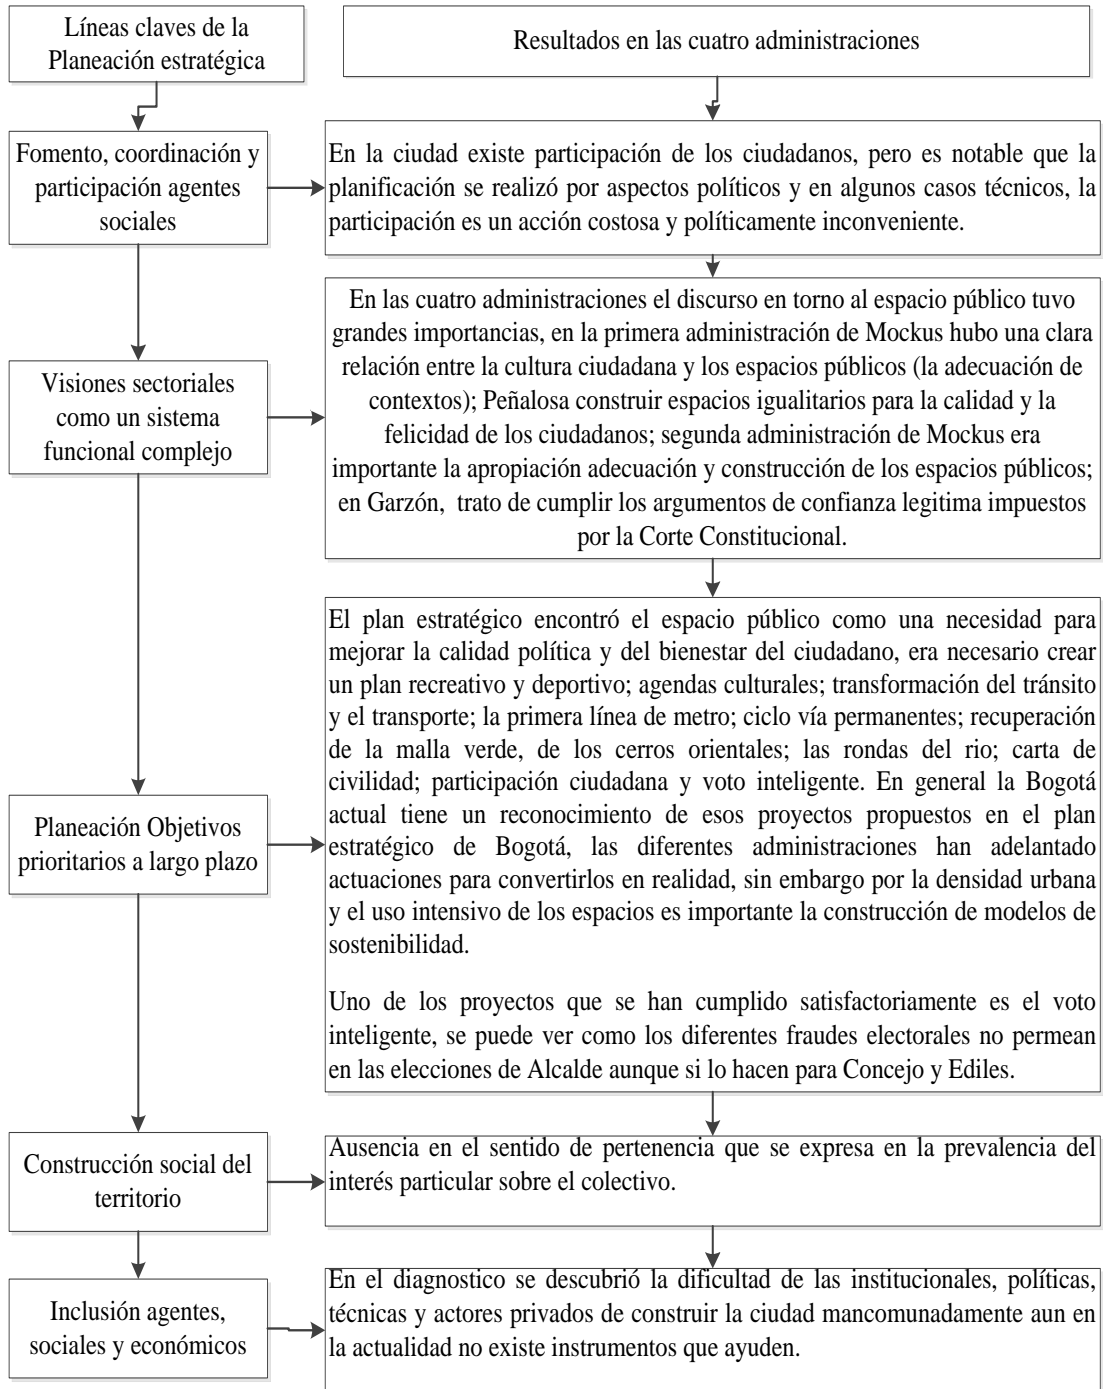 Líneas claves de la
Planeación estratégica
Resultados en las cuatro administraciones
Fomento, coordinación y
participación agentes
sociales
En la ciudad existe participación de los ciudadanos, pero es notable que la
planificación se realizó por aspectos políticos y en algunos casos técnicos, la
participación es un acción costosa y políticamente inconveniente.
Visiones sectoriales
como un sistema
funcional complejo
En las cuatro administraciones el discurso en torno al espacio público tuvo
grandes importancias, en la primera administración de Mockus hubo una clara
relación entre la cultura ciudadana y los espacios públicos (la adecuación de
contextos); Peñalosa construir espacios igualitarios para la calidad y la
felicidad de los ciudadanos; segunda administración de Mockus era
importante la apropiación adecuación y construcción de los espacios públicos;
en Garzón, trato de cumplir los argumentos de confianza legitima impuestos
por la Corte Constitucional.
Planeación Objetivos
prioritarios a largo plazo
El plan estratégico encontró el espacio público como una necesidad para
mejorar la calidad política y del bienestar del ciudadano, era necesario crear
un plan recreativo y deportivo; agendas culturales; transformación del tránsito
y el transporte; la primera línea de metro; ciclo vía permanentes; recuperación
de la malla verde, de los cerros orientales; las rondas del rio; carta de
civilidad; participación ciudadana y voto inteligente. En general la Bogotá
actual tiene un reconocimiento de esos proyectos propuestos en el plan
estratégico de Bogotá, las diferentes administraciones han adelantado
actuaciones para convertirlos en realidad, sin embargo por la densidad urbana
y el uso intensivo de los espacios es importante la construcción de modelos de
sostenibilidad.
Uno de los proyectos que se han cumplido satisfactoriamente es el voto
inteligente, se puede ver como los diferentes fraudes electorales no permean
en las elecciones de Alcalde aunque si lo hacen para Concejo y Ediles.
Construcción social del
territorio
Ausencia en el sentido de pertenencia que se expresa en la prevalencia del
interés particular sobre el colectivo.
Inclusión agentes,
sociales y económicos
En el diagnostico se descubrió la dificultad de las institucionales, políticas,
técnicas y actores privados de construir la ciudad mancomunadamente aun en
la actualidad no existe instrumentos que ayuden.